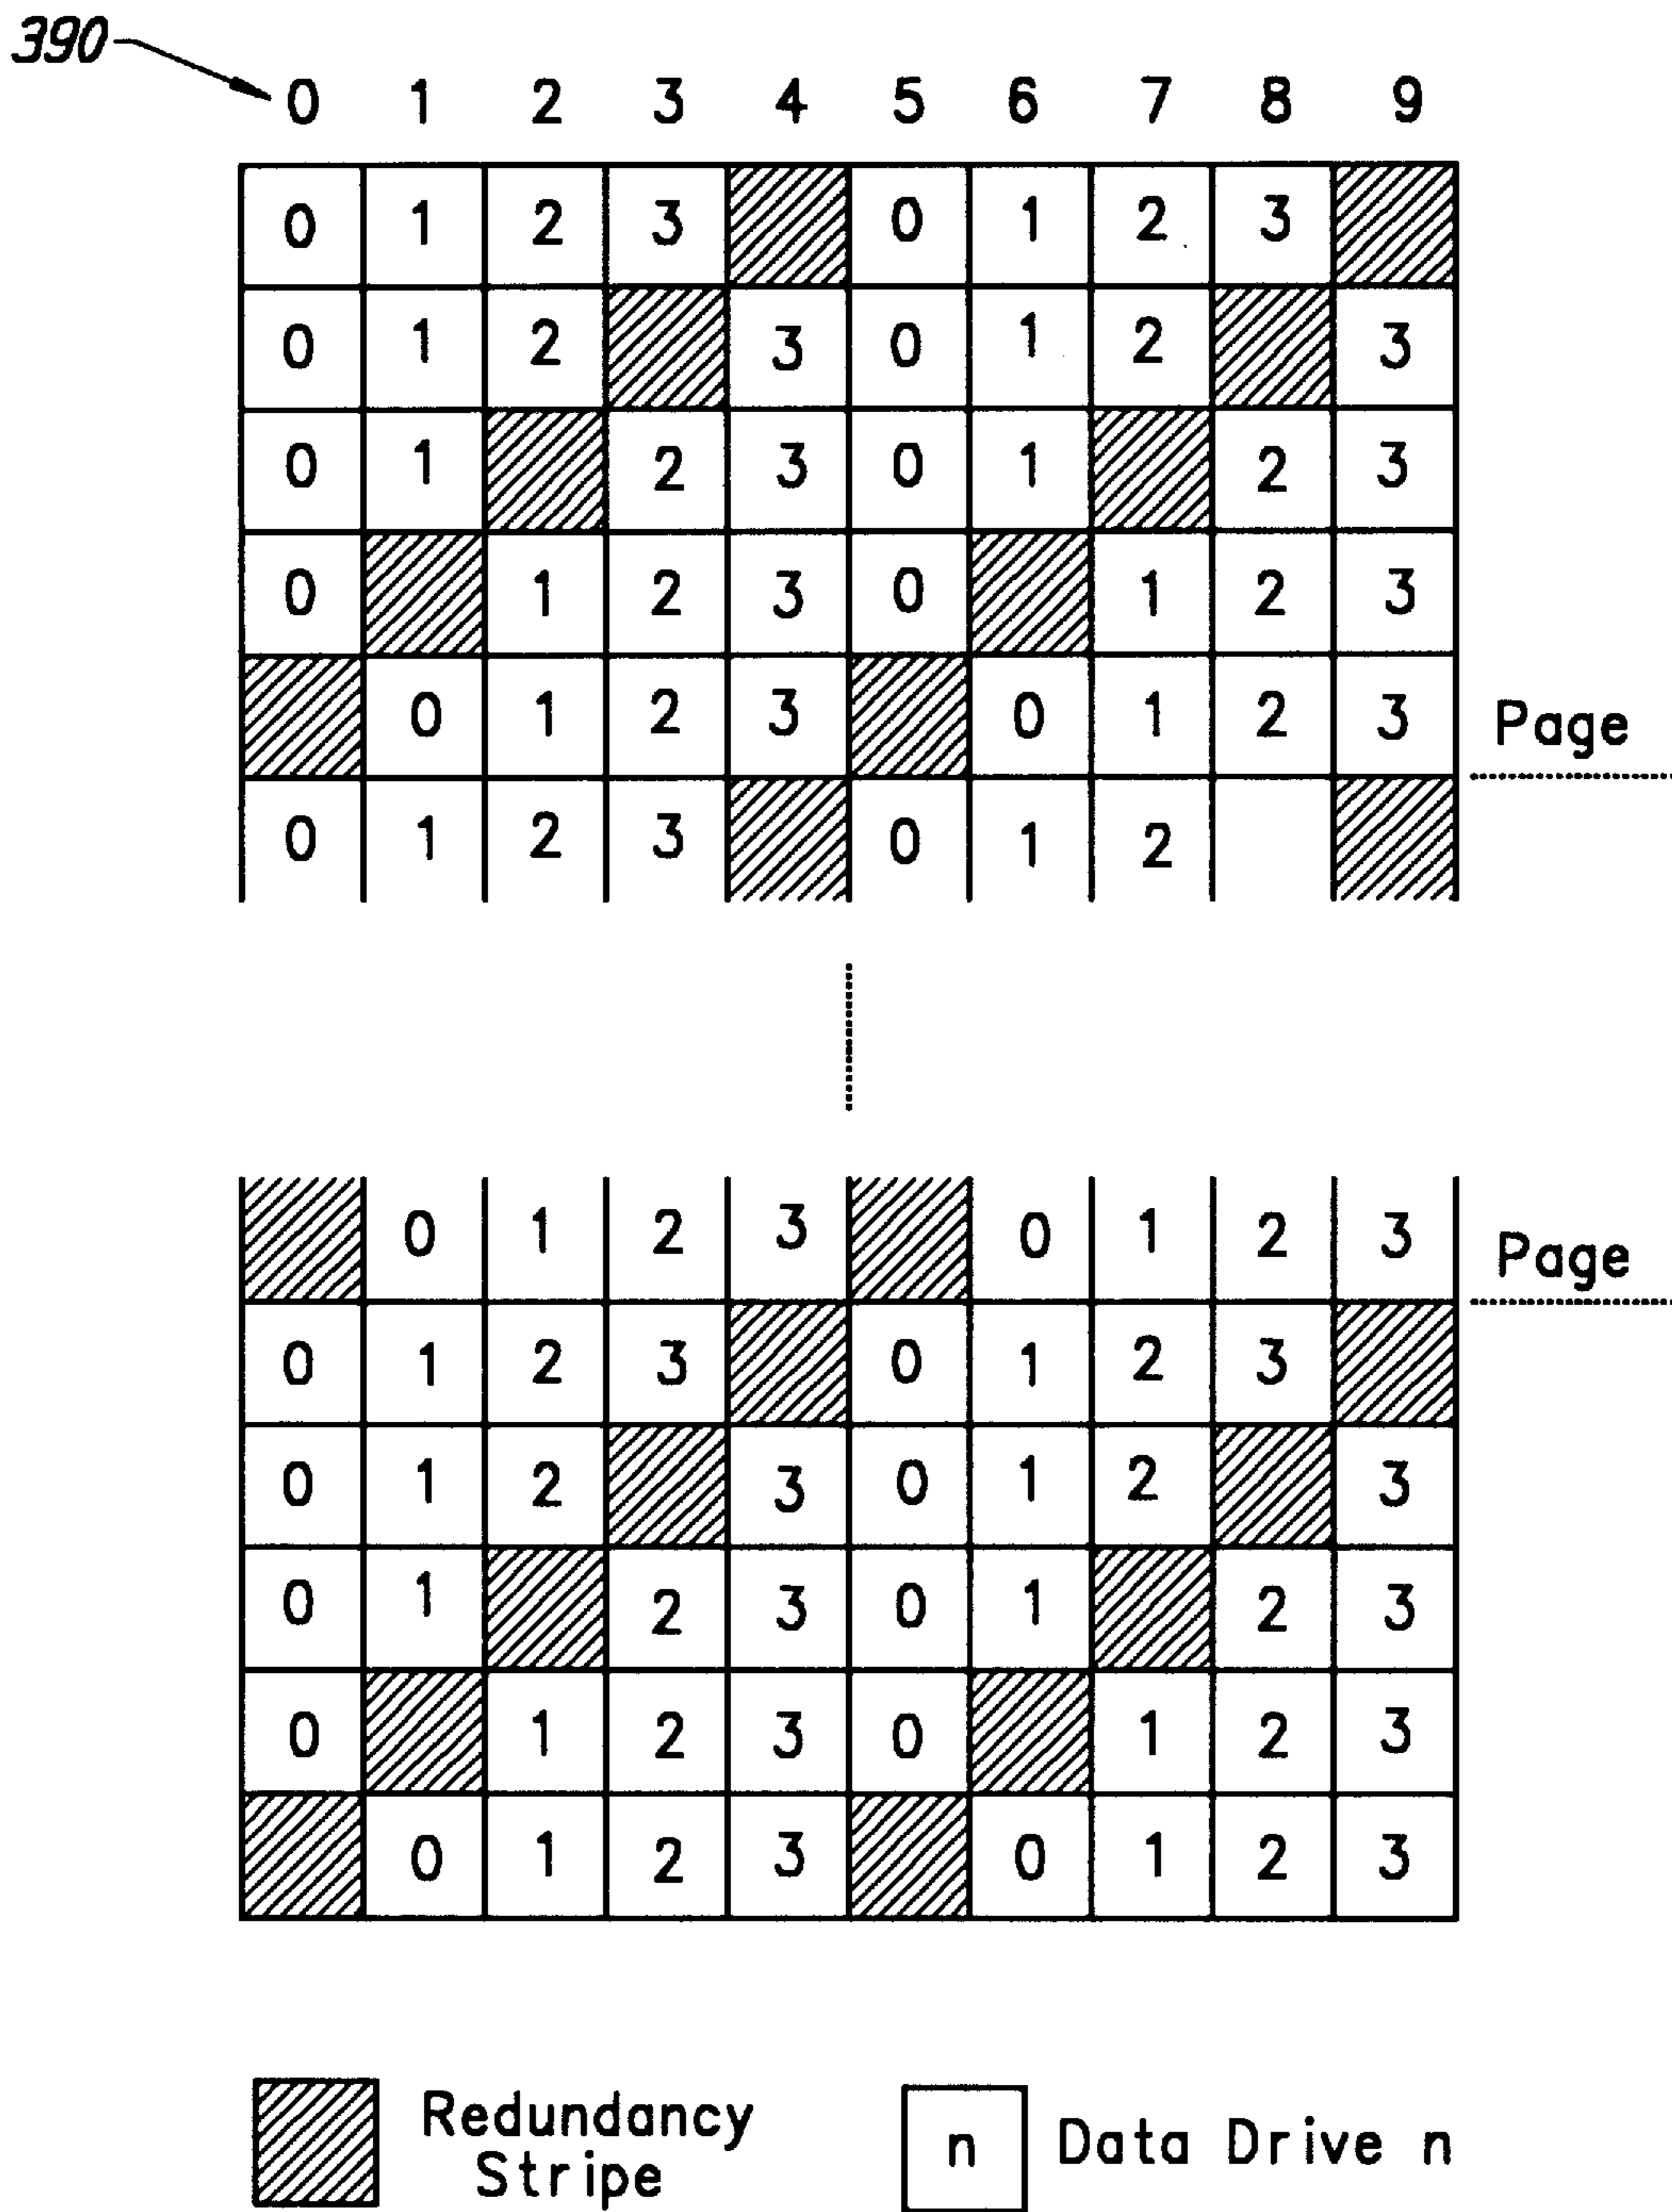 390
0 1 2 3 4 5 6 7 8 9
0 1 2 3 0 1 2 3
0 1 2 3 0 1 2 3
0 1 2 3 0 1 2 3
0 1 2 3 0 1 2 3
0 1 2 3 0 1 2 3 Page
0 1 2 3 0 1 2
0 1 2 3 0 1 2 3 Page
0 1 2 3 0 1 2 3
0 1 2 3 0 1 2 3
0 1 2 3 0 1 2 3
0 1 2 3 0 1 2 3
0 1 2 3 0 1 2 3
Redundancy
Stripe
n Data Drive n